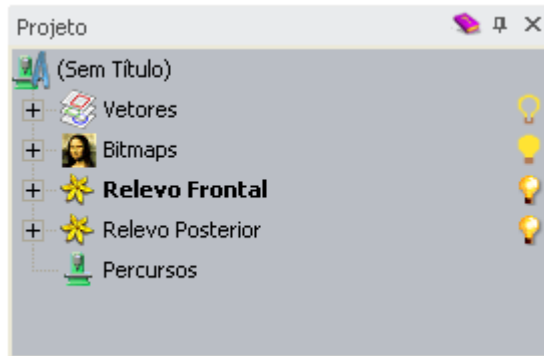 Projeto
(Sem Título)
Vetores
Bitmaps
Relevo Frontal
Relevo Posterior
Percursos